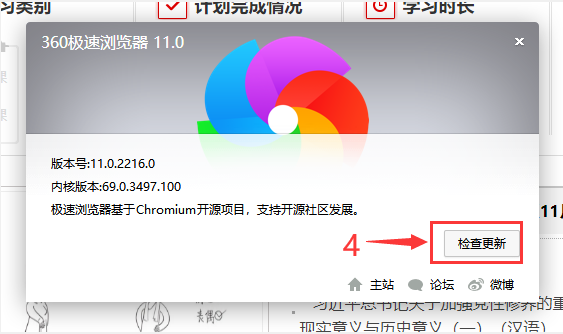 习类别 计划完成情况 学习时长
360极速浏览器 11.0
版本号:11.0.2216.0
内核版本:69.0.3497.100
极速浏览器基于Chromium开源项目，支持开源社区发展。
11月
4
检查更新
主站 论坛 微博
习近平总书记关于加强党性修养的重
现实意义与历史意义（一）（汉语）